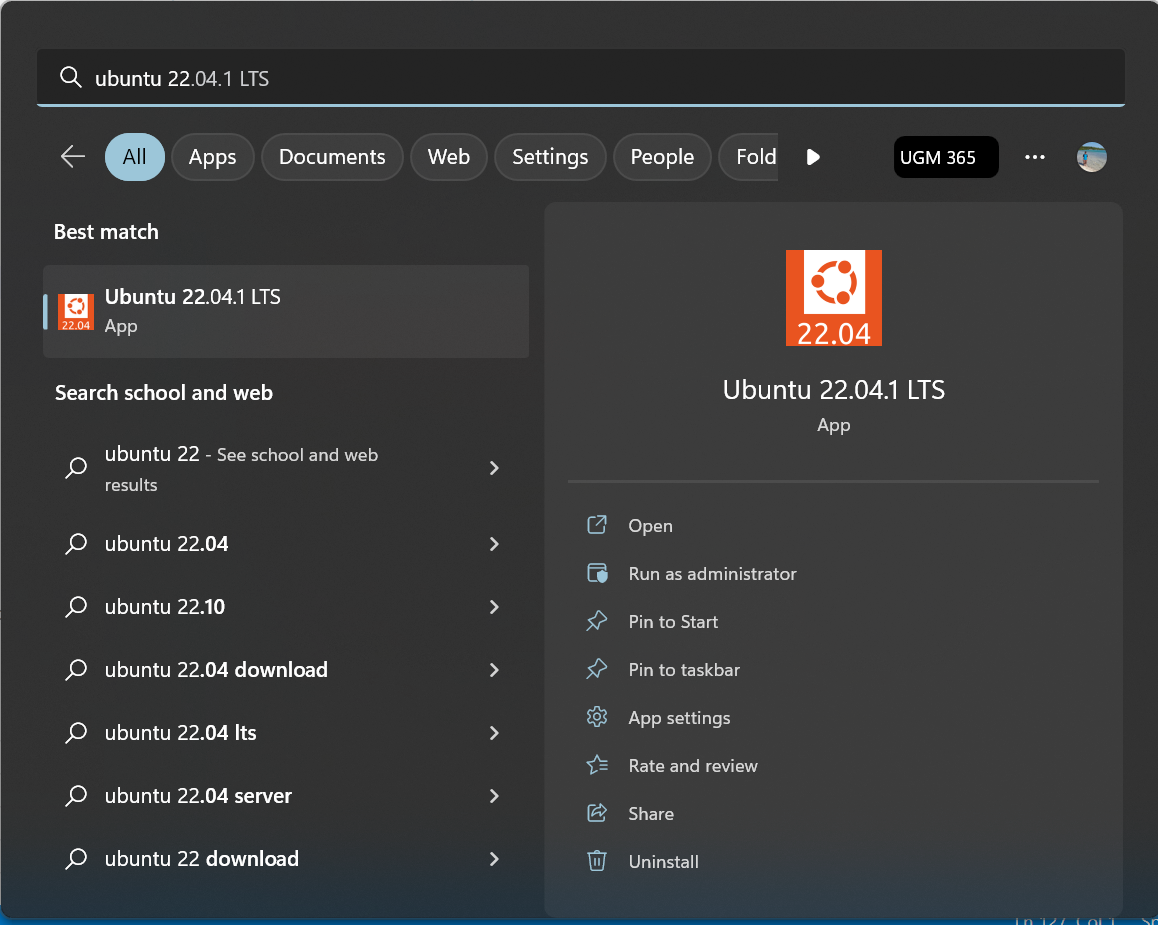 ubuntu 22.04.1 LTS
All
Apps
Documents
Web
Settings
People
Fold
UGM 365
Best match
Ubuntu 22.04.1 LTS
App
22.04
Search school and web
ubuntu 22 - See school and web
results
ubuntu 22.04
ubuntu 22.10
ubuntu 22.04 download
ubuntu 22.04 lts
ubuntu 22.04 server
ubuntu 22 download
22.04
Ubuntu 22.04.1 LTS
App
Open
Run as administrator
Pin to Start
Pin to taskbar
App settings
Rate and review
Share
Uninstall